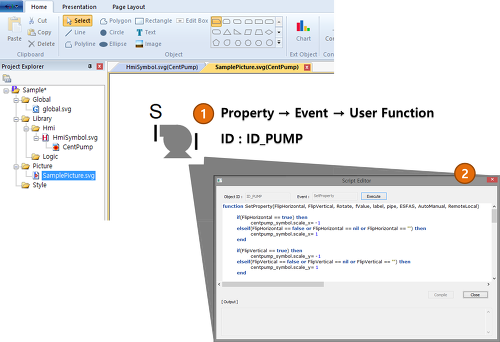 Home Presentation Page Layout
Paste
Cut
Copy
Delete
Clipboard
Select Polygon Rectangle Edit Box
Line Circle Textbox
Polyline Ellipse Image
Object
Ext Object
Chart
Project Explorer
HmiSymbol.svg(CentPump) SamplePicture.svg(CentPump)
Sample*
Global
global.svg
Library
Hmi
HmiSymbol.svg
CentPump
Logic
Picture
SamplePicture.svg
Style
S
I
I
1 Property → Event → User Function
ID : ID_PUMP
2
Script Editor
Object ID : ID_PUMP Event : SetProperty Execute
function SetProperty(FlipHorizontal, FlipVertical, Rotate, fValue, label, pipe, ESFAS, AutoManual, RemoteLocal)
if(FlipHorizontal == true) then
centpump_symbol.scale_x= -1
elseif(FlipHorizontal == false or FlipHorizontal == nil or FlipHorizontal == '') then
centpump_symbol.scale_x= 1
end
if(FlipVertical == true) then
centpump_symbol.scale_y= -1
elseif(FlipVertical == false or FlipVertical == nil or FlipVertical == '') then
centpump_symbol.scale_y= 1
end
Compile Close
[ Output ]